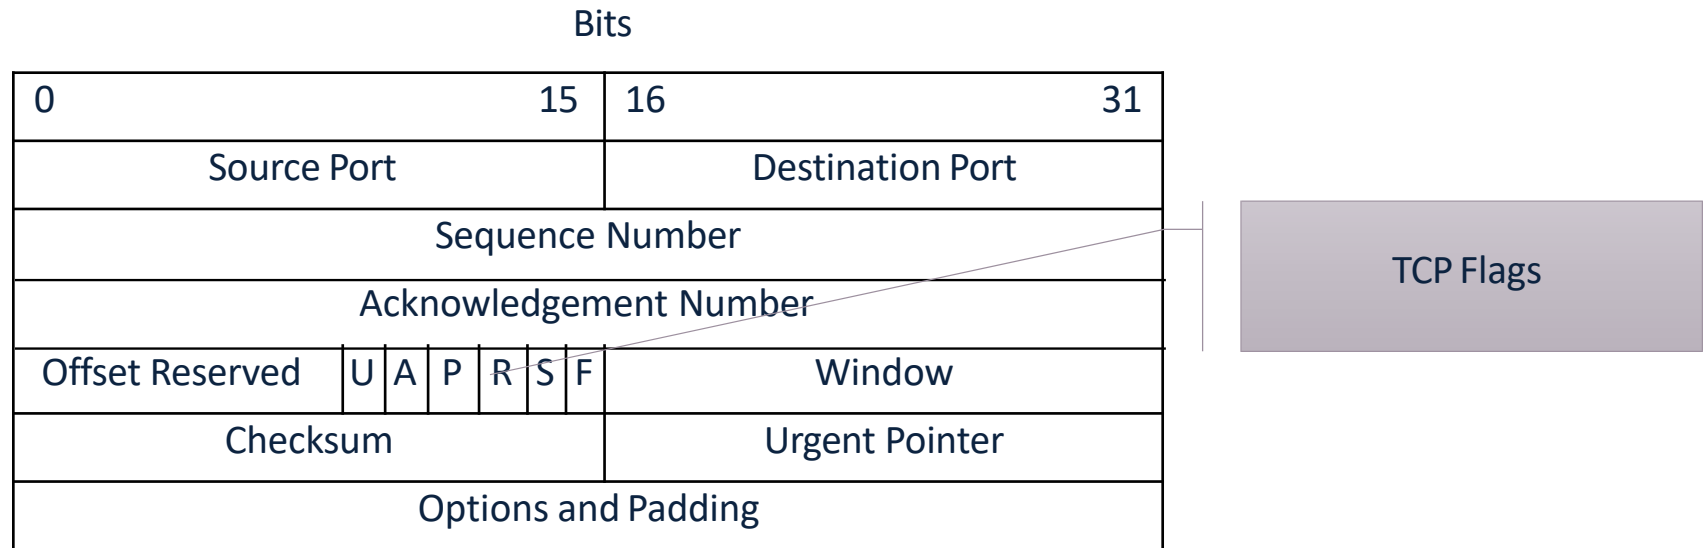 Bits
0 15 16 31
Source Port Destination Port
Sequence Number
TCP Flags
Acknowledgement Number
Offset Reserved U A P R S F Window
Checksum Urgent Pointer
Options and Padding